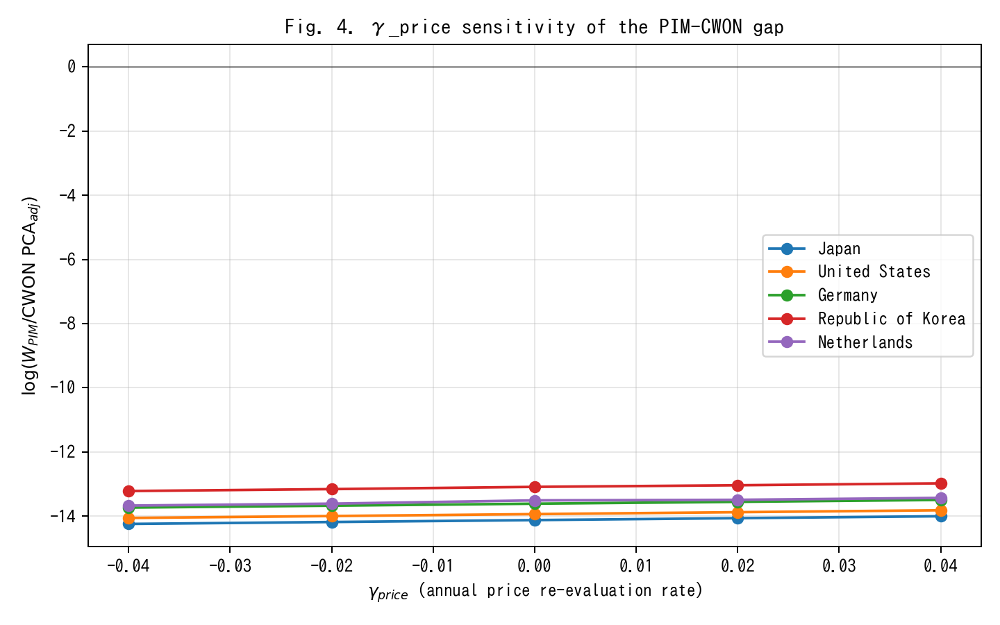 Fig. 4. γ_price sensitivity of the PIM-CWON gap
0
−2
−4
−6
−8
−10
−12
−14
log(W_PIM/CWON PCA_adj)
Japan
United States
Germany
Republic of Korea
Netherlands
−0.04 −0.03 −0.02 −0.01 0.00 0.01 0.02 0.03 0.04
γ_price (annual price re-evaluation rate)